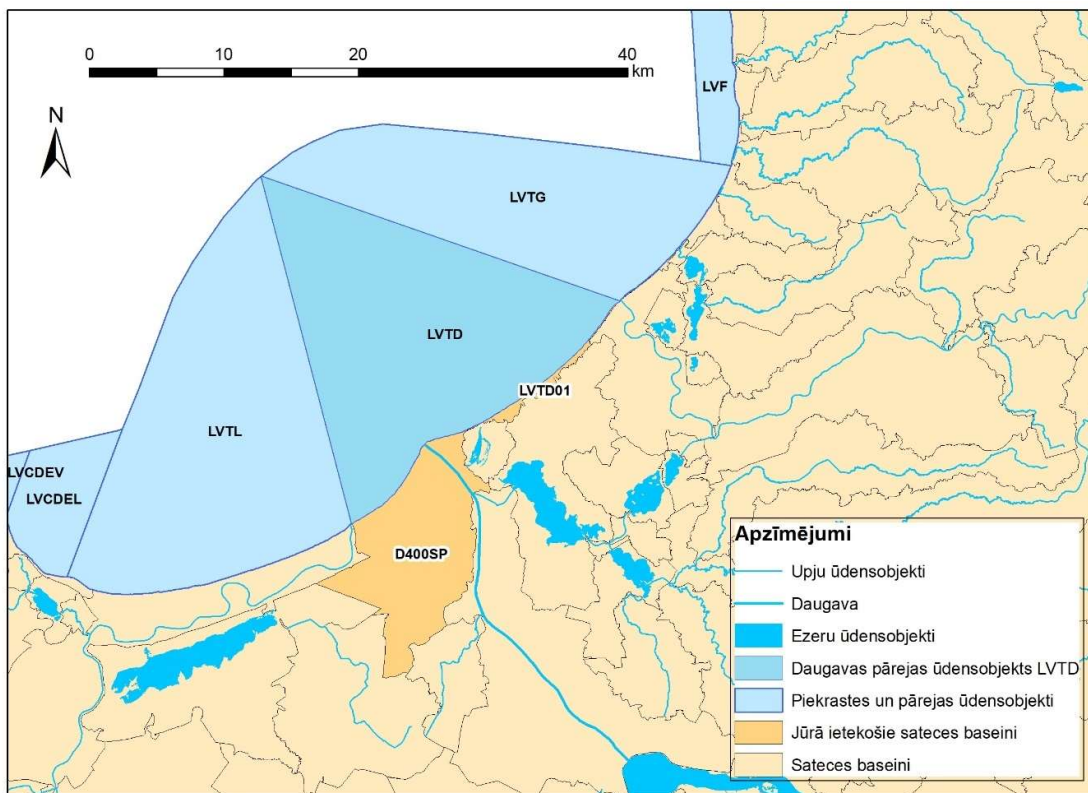 0 10 20 40
km
N
LVF
LVTG
LVTD
LVTD01
LVTL
LVCDEV
LVCDEL
D400SP
Apzīmējumi
Upju ūdensobjekti
Daugava
Ezeru ūdensobjekti
Daugavas pārejas ūdensobjekts LVTD
Piekrastes un pārejas ūdensobjekti
Jūrā ietekošie sateces baseini
Sateces baseini